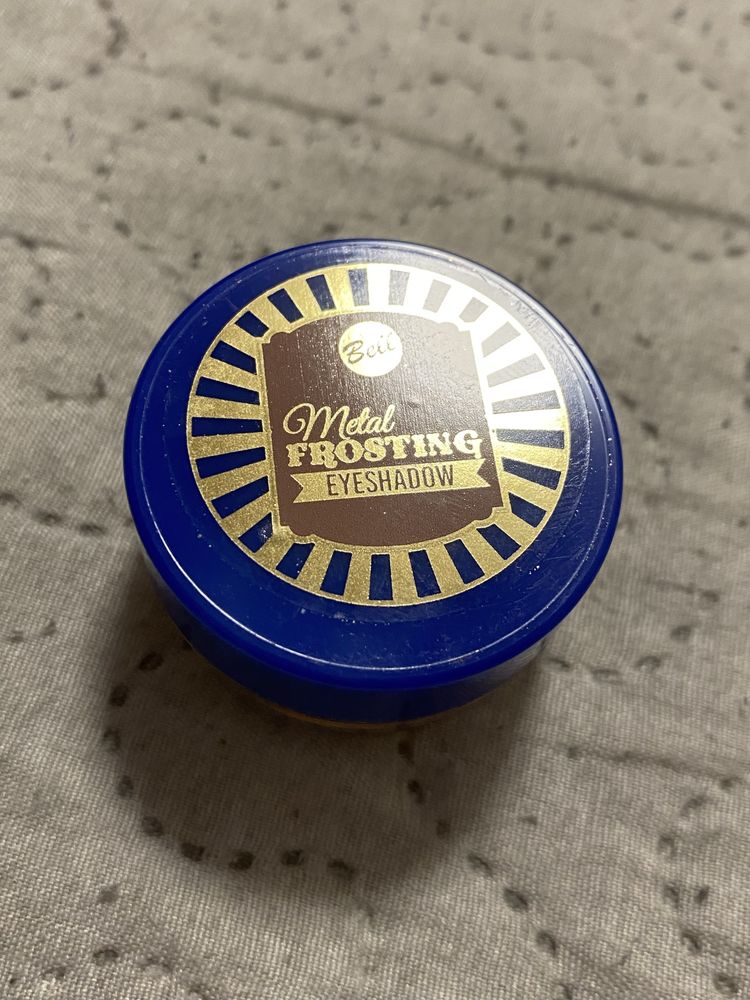 Bell
Metal
FROSTING
EYESHADOW